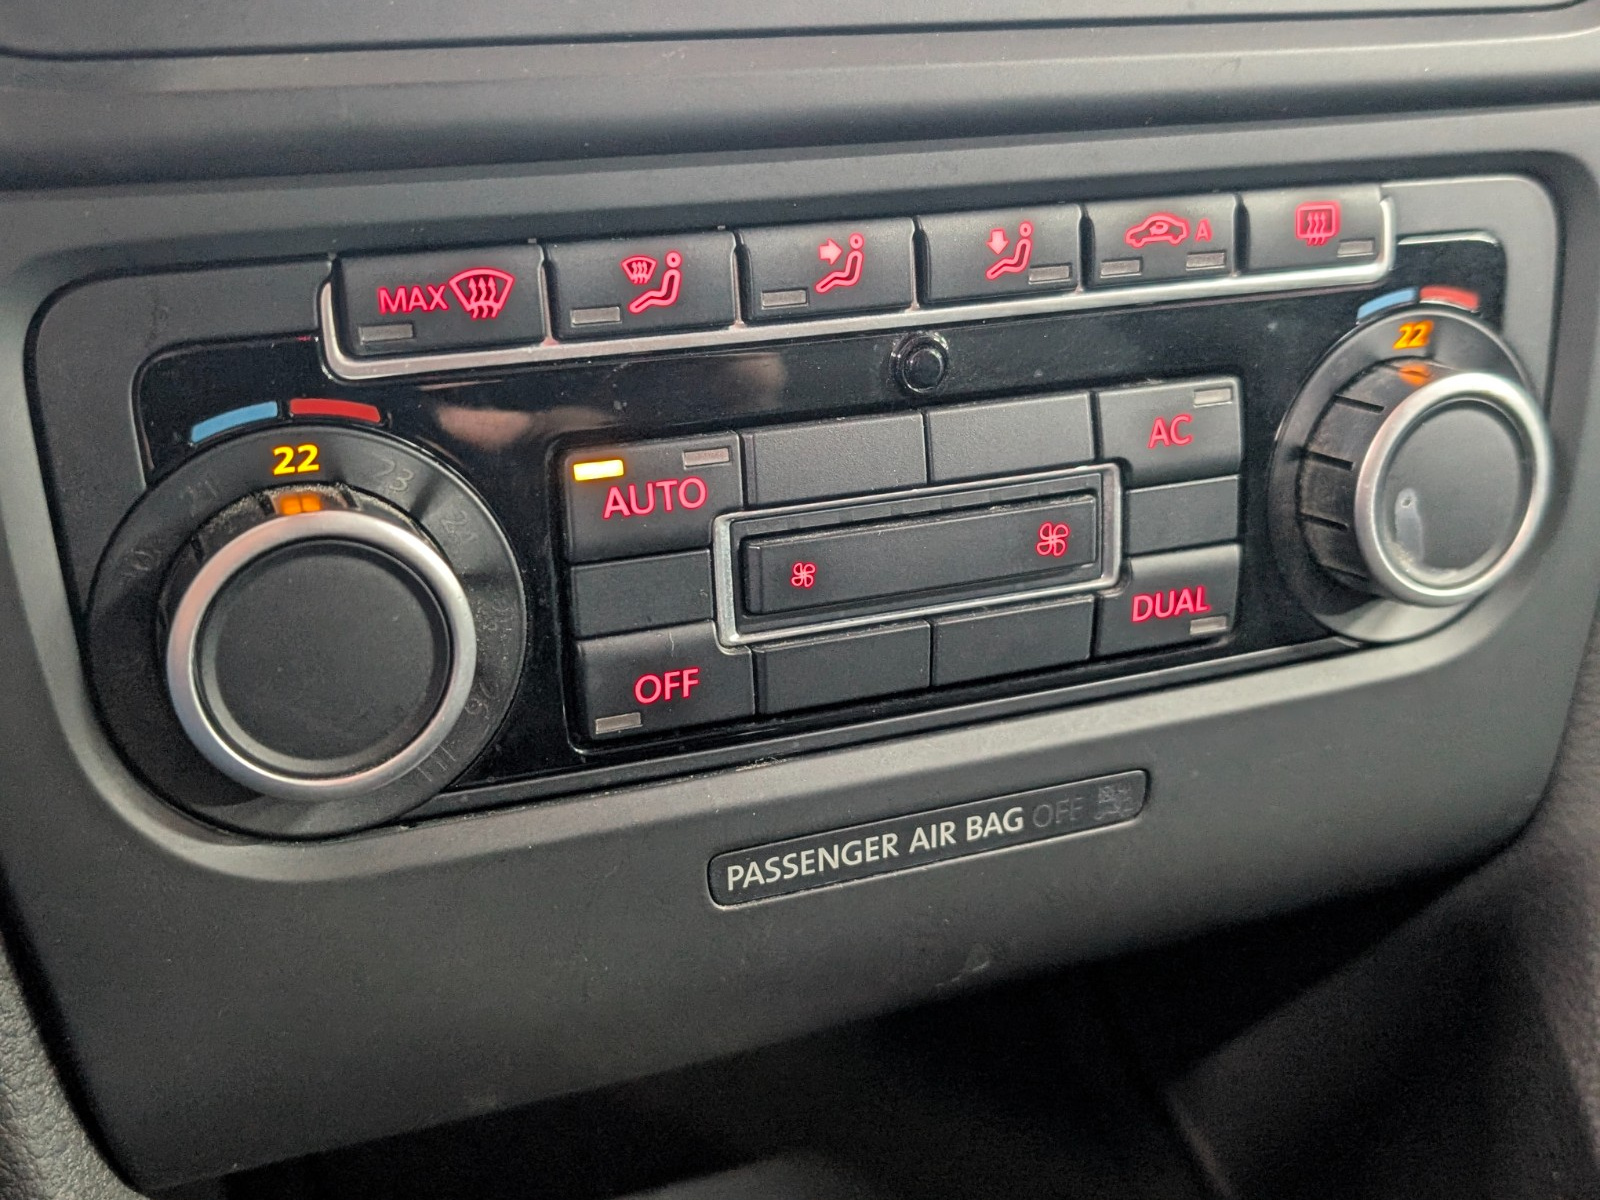 MAX
A
22
22
AUTO
AC
DUAL
OFF
PASSENGER AIR BAG OFF